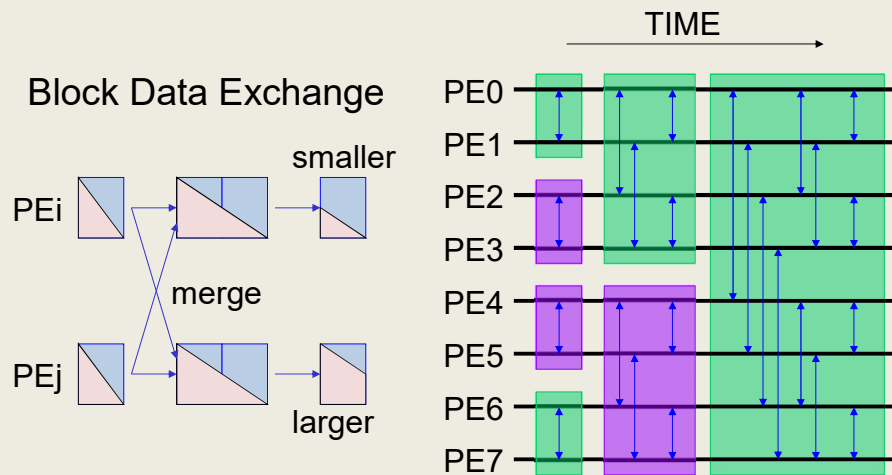 Block Data Exchange
smaller
PEi
merge
PEj
larger
TIME
PE0
PE1
PE2
PE3
PE4
PE5
PE6
PE7